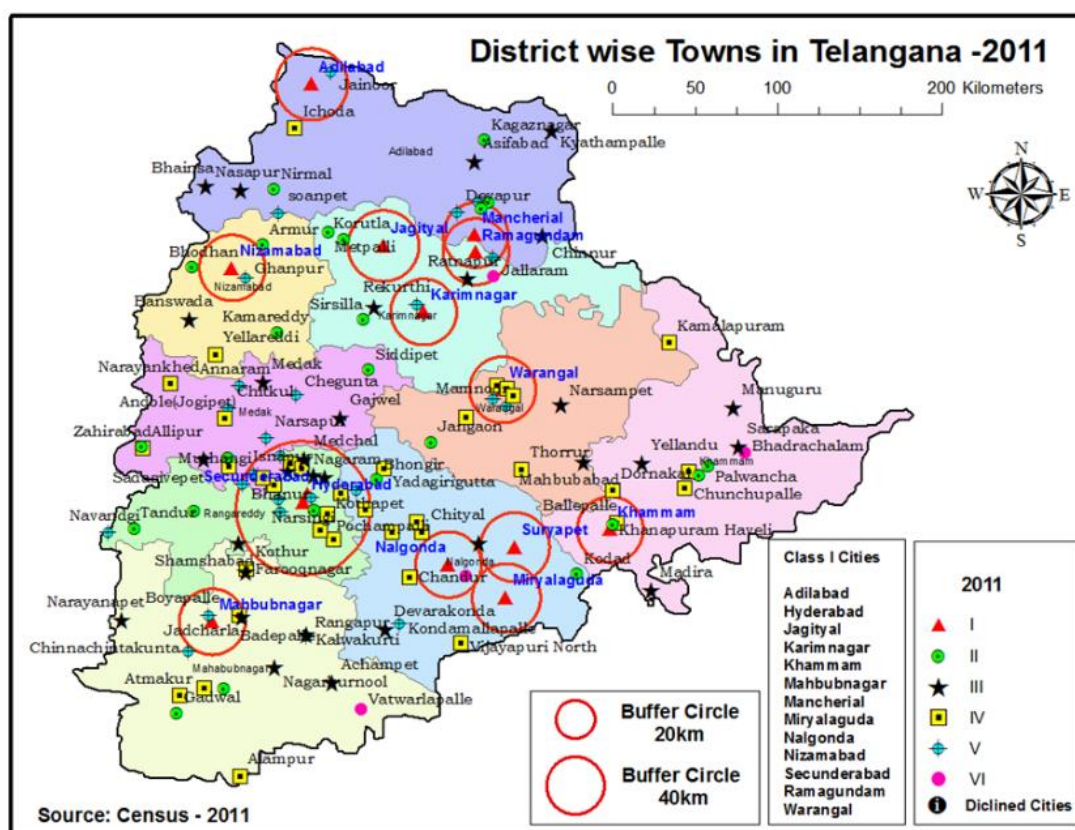 District wise Towns in Telangana -2011
0 100 200 Kilometers
N
W E
S
Adilabad
Jainoor
Ichoda
Kagaznagar
Asifabad
Kyathampalle
Adilabad
Bhainsa
Nasapur
Nirmal
soanpet
Devapur
Mancherial
Ramagundam
Korutla
Jagityal
Armur
Metpalli
Chinnur
Bhodhan
Nizamabad
Ratnapur
Ghanpur
Jallaram
Nizamabad
Rekurthi
Karimnagar
Banswada
Sirsilla
Karimnagar
Kamareddy
Kamalapuram
Yellareddi
Siddipet
Narayankhed
Annaram
Medak
Warangal
Chitkul
Chegunta
Mamnoor
Narsampet
Manuguru
Andole(Jogipet)
Medak
Gajwel
Warangal
Narsapur
Zahirabad
Allipur
Jangaon
Sarapaka
Medchal
Yellandu
Bhadrachalam
Muthangi
Isnapur
Nagaram
Thorrur
Khammam
Bhongir
Dornakal
Palwancha
Sadasivepet
Secunderabad
Yadagirigutta
Mahbubabad
Hyderabad
Chunchupalle
Bhanur
Ballepalle
Navandgi
Tandur
Rangareddy
Kothapet
Narsingi
Chityal
Khammam
Pochampalli
Suryapet
Khanapuram Haveli
Nalgonda
Kothur
Shamshabad
Nalgonda
Kodad
Farooqnagar
Chandur
Miryalaguda
Madira
Narayanapet
Boyapalle
Mahbubnagar
Devarakonda
Rangapur
Kondamallapalle
Jadcherla
Badepalle
Kalwakurti
Chinnachintakunta
Vijayapuri North
Mahabubnagar
Achampet
Atmakur
Nagarkurnool
Gadwal
Vatwarlapalle
Alampur
Source: Census - 2011
Buffer Circle
20km
Buffer Circle
40km
Class I Cities
Adilabad
Hyderabad
Jagityal
Karimnagar
Khammam
Mahbubnagar
Mancherial
Miryalaguda
Nalgonda
Nizamabad
Secunderabad
Ramagundam
Warangal
2011
I
II
III
IV
V
VI
Diclined Cities